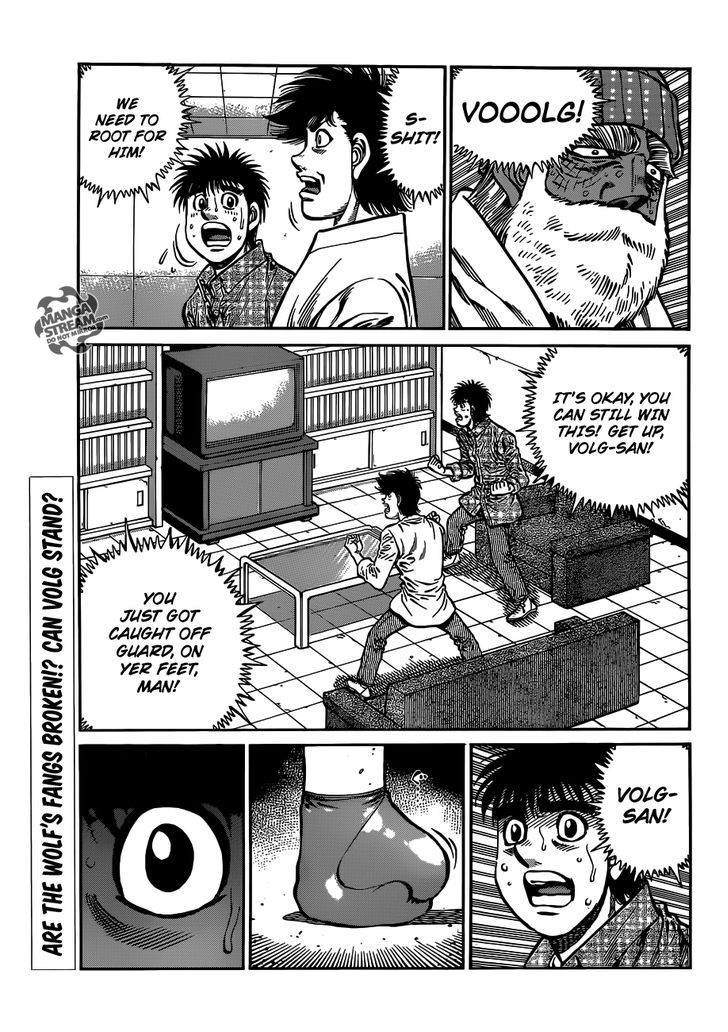 WE
NEED TO
ROOT FOR
HIM!
S-
SHIT!
VOOOLG!
MANGA
STREAM.com
DO NOT MIRROR
IT'S OKAY, YOU
CAN STILL WIN
THIS! GET UP,
VOLG-SAN!
YOU
JUST GOT
CAUGHT OFF
GUARD, ON
YER FEET,
MAN!
ARE THE WOLF'S FANGS BROKEN!? CAN VOLG STAND?
VOLG-
SAN!